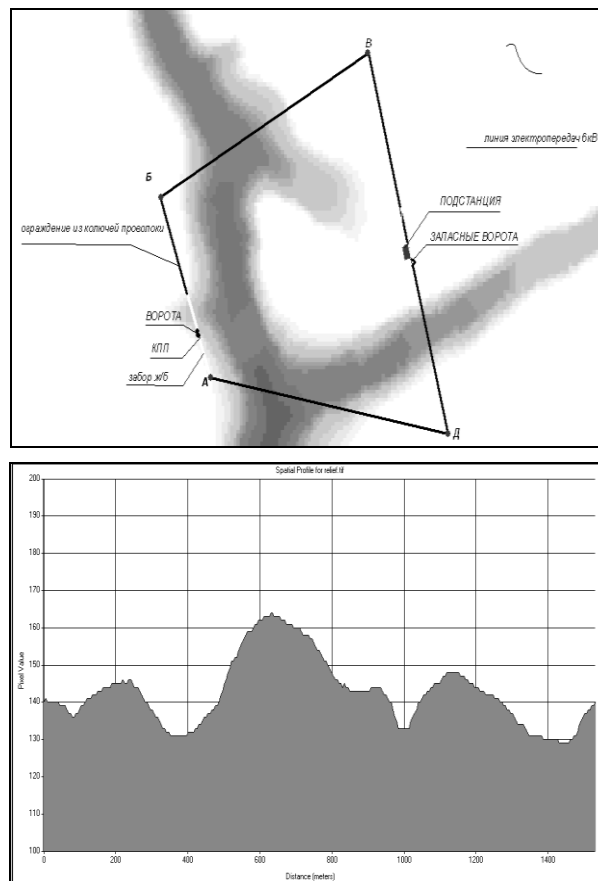 В
линия электропередач 6кВ
Б
ПОДСТАНЦИЯ
ограждение из колючей проволоки
ЗАПАСНЫЕ ВОРОТА
ВОРОТА
КПП
забор ж/б
А
Д
Spatial Profile for relief.tif
200
190
180
170
160
150
140
130
120
110
100
Pixel Value
0 200 400 600 800 1000 1200 1400
Distance (meters)